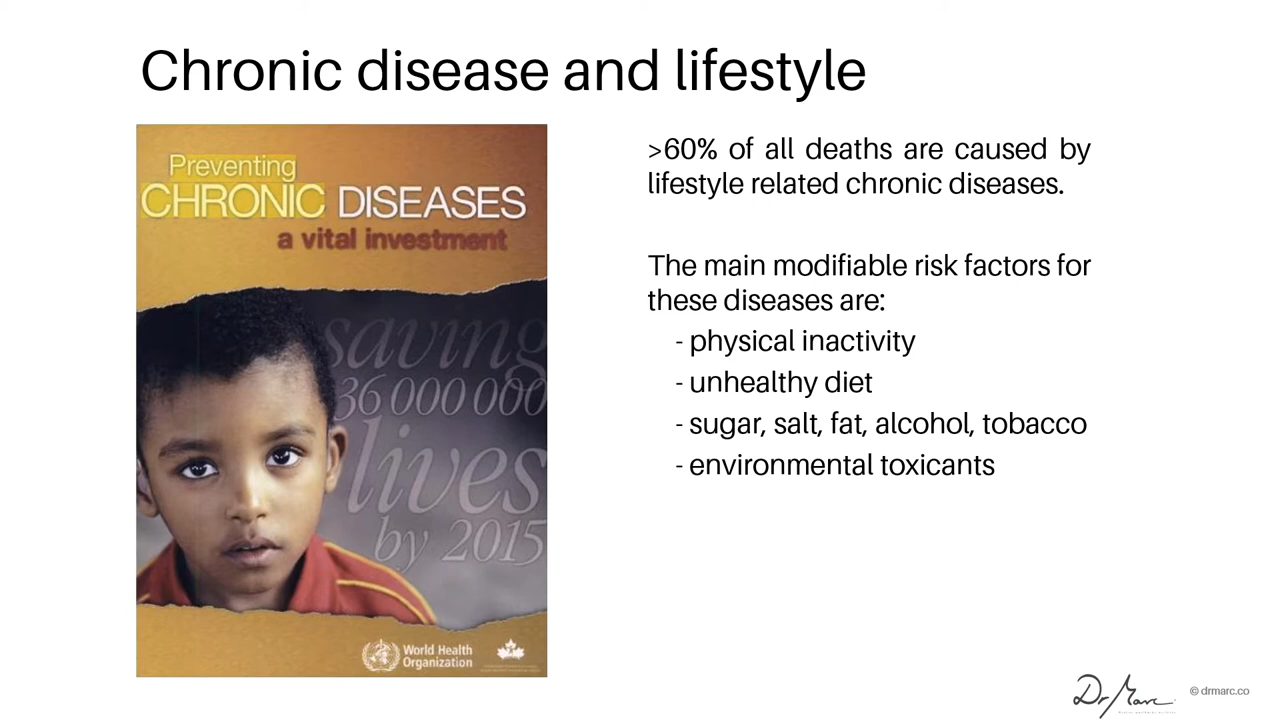 Chronic disease and lifestyle
Preventing
CHRONIC DISEASES
a vital investment
saving
36 000 000
lives
by 2015
World Health
Organization
>60% of all deaths are caused by
lifestyle related chronic diseases.
The main modifiable risk factors for
these diseases are:
- physical inactivity
- unhealthy diet
- sugar, salt, fat, alcohol, tobacco
- environmental toxicants
Dr Marc
© drmarc.co